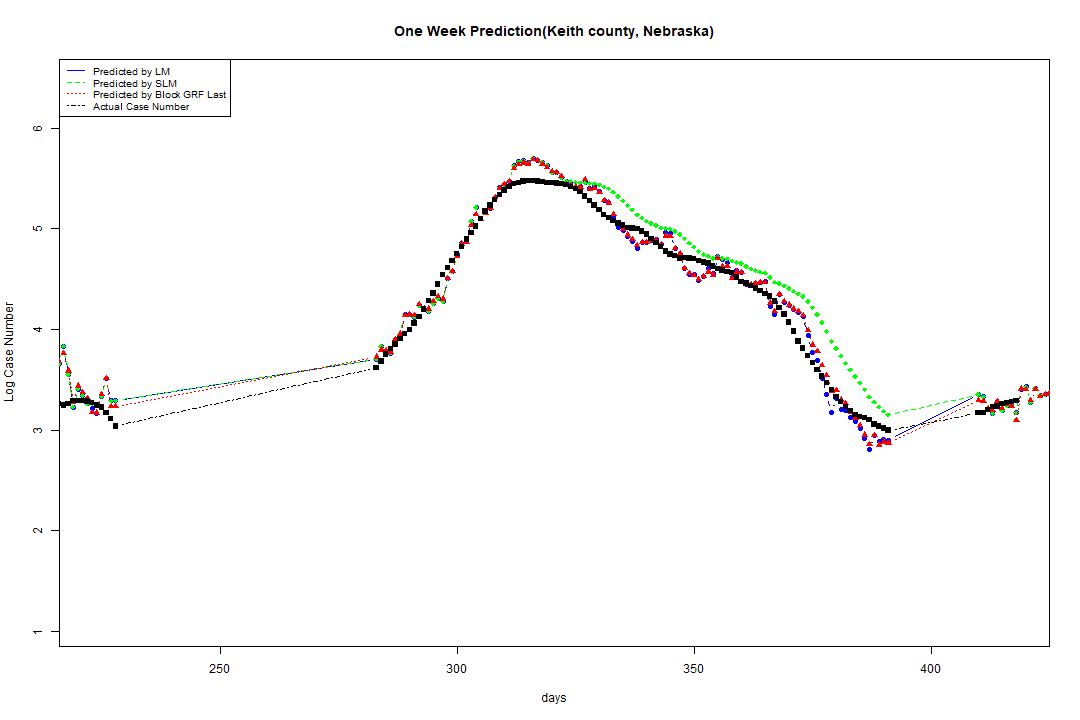 One Week Prediction(Keith county, Nebraska)
Predicted by LM
Predicted by SLM
Predicted by Block GRF Last
Actual Case Number
6
5
4
3
2
1
Log Case Number
250 300 350 400
days